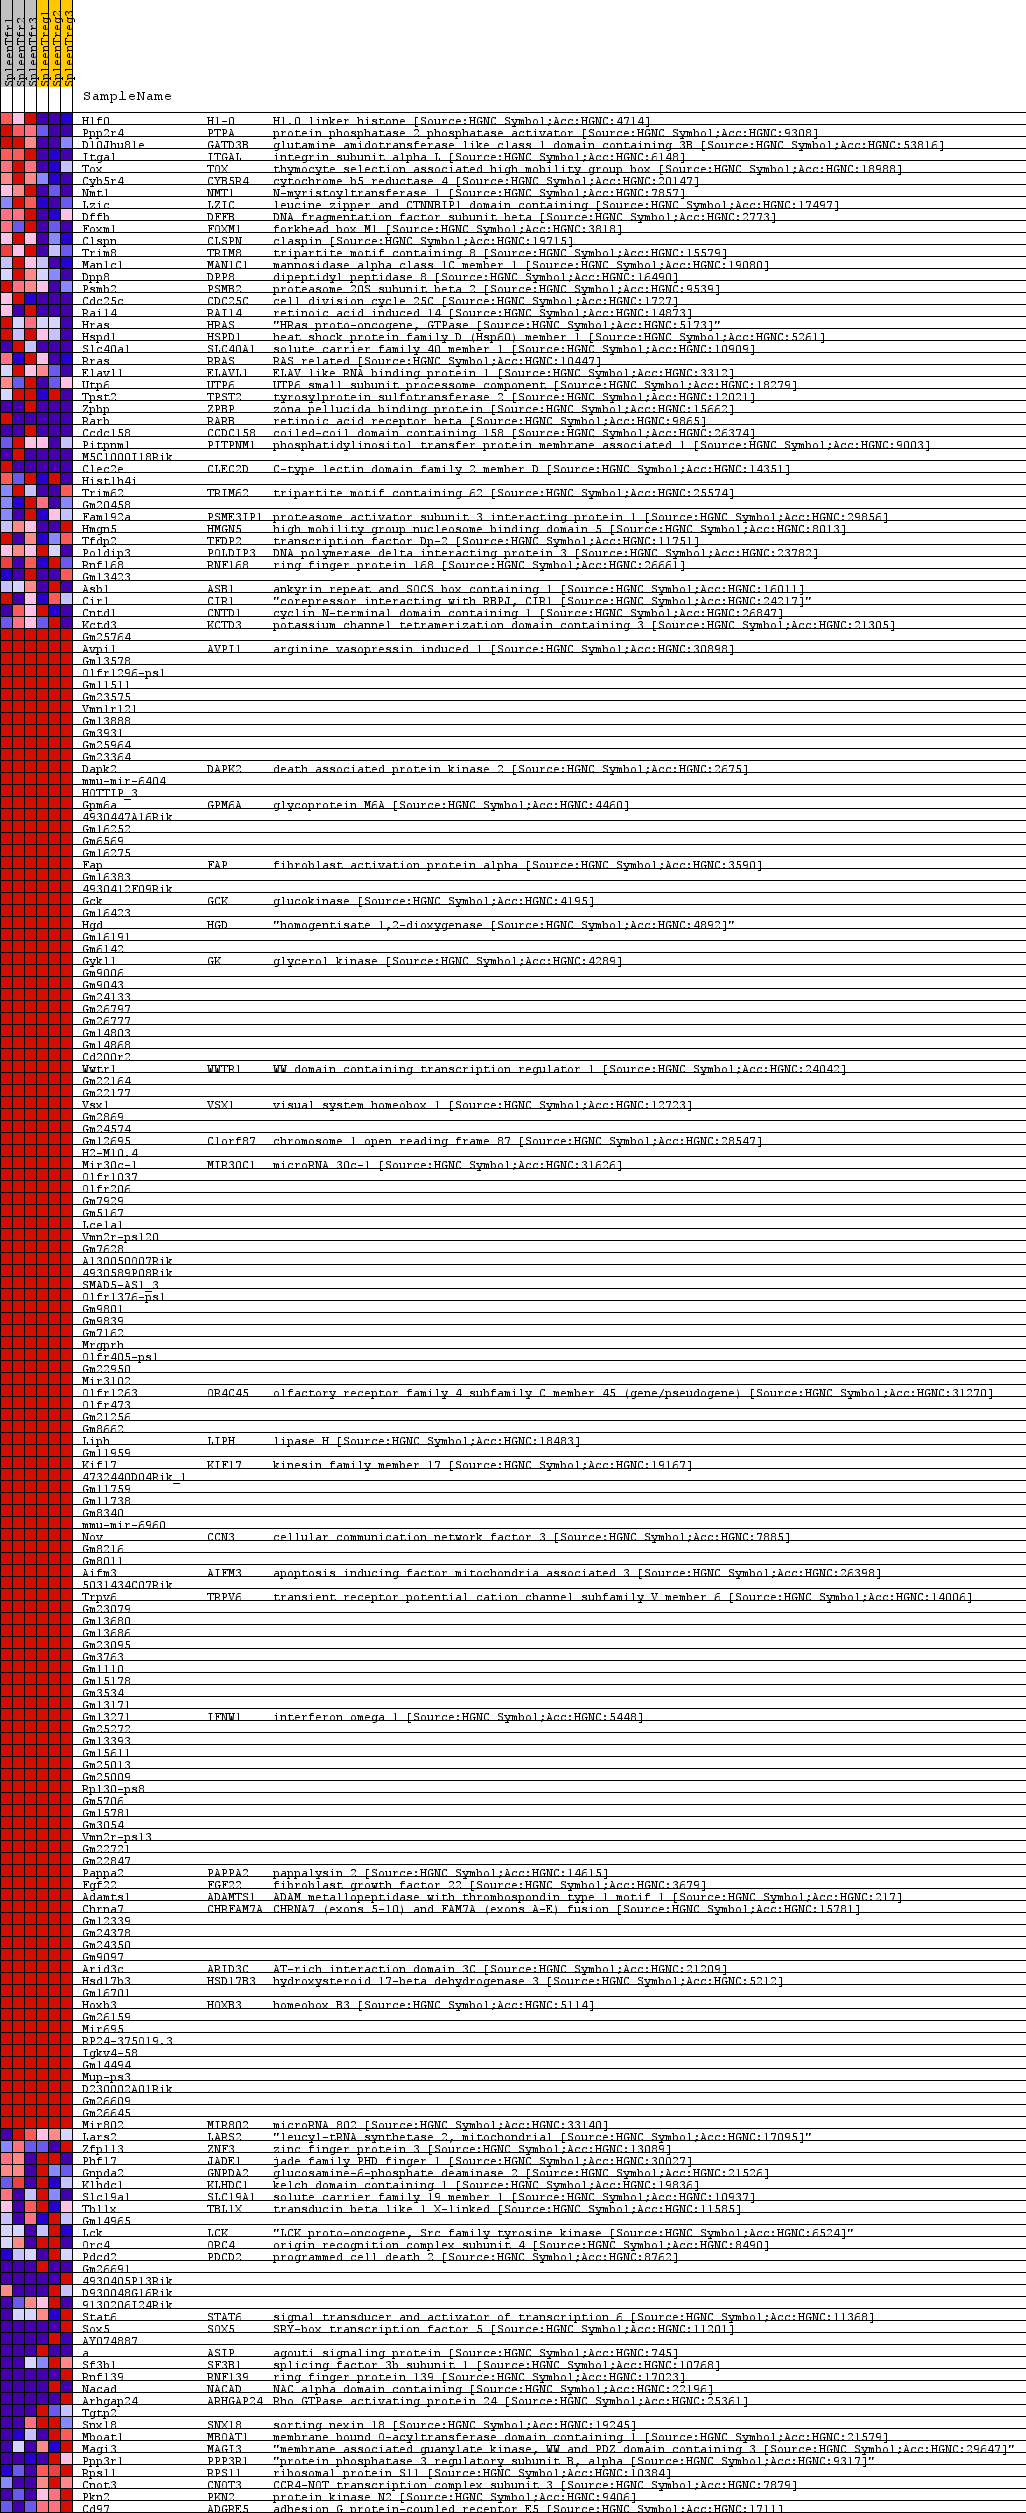 SpleenTfr1
SpleenTfr2
SpleenTfr3
SpleenTreg1
SpleenTreg2
SpleenTreg3
SampleName
H1f0 H1-0 H1.0 linker histone [Source:HGNC Symbol;Acc:HGNC:4714]
Ppp2r4 PTPA protein phosphatase 2 phosphatase activator [Source:HGNC Symbol;Acc:HGNC:9308]
D10Jhu81e GATD3B glutamine amidotransferase like class 1 domain containing 3B [Source:HGNC Symbol;Acc:HGNC:53816]
Itgal ITGAL integrin subunit alpha L [Source:HGNC Symbol;Acc:HGNC:6148]
Tox TOX thymocyte selection associated high mobility group box [Source:HGNC Symbol;Acc:HGNC:18988]
Cyb5r4 CYB5R4 cytochrome b5 reductase 4 [Source:HGNC Symbol;Acc:HGNC:20147]
Nmt1 NMT1 N-myristoyltransferase 1 [Source:HGNC Symbol;Acc:HGNC:7857]
Lzic LZIC leucine zipper and CTNNBIP1 domain containing [Source:HGNC Symbol;Acc:HGNC:17497]
Dffb DFFB DNA fragmentation factor subunit beta [Source:HGNC Symbol;Acc:HGNC:2773]
Foxm1 FOXM1 forkhead box M1 [Source:HGNC Symbol;Acc:HGNC:3818]
Clspn CLSPN claspin [Source:HGNC Symbol;Acc:HGNC:19715]
Trim8 TRIM8 tripartite motif containing 8 [Source:HGNC Symbol;Acc:HGNC:15579]
Man1c1 MAN1C1 mannosidase alpha class 1C member 1 [Source:HGNC Symbol;Acc:HGNC:19080]
Dpp8 DPP8 dipeptidyl peptidase 8 [Source:HGNC Symbol;Acc:HGNC:16490]
Psmb2 PSMB2 proteasome 20S subunit beta 2 [Source:HGNC Symbol;Acc:HGNC:9539]
Cdc25c CDC25C cell division cycle 25C [Source:HGNC Symbol;Acc:HGNC:1727]
Rai14 RAI14 retinoic acid induced 14 [Source:HGNC Symbol;Acc:HGNC:14873]
Hras HRAS "HRas proto-oncogene, GTPase [Source:HGNC Symbol;Acc:HGNC:5173]"
Hspd1 HSPD1 heat shock protein family D (Hsp60) member 1 [Source:HGNC Symbol;Acc:HGNC:5261]
Slc40a1 SLC40A1 solute carrier family 40 member 1 [Source:HGNC Symbol;Acc:HGNC:10909]
Rras RRAS RAS related [Source:HGNC Symbol;Acc:HGNC:10447]
Elavl1 ELAVL1 ELAV like RNA binding protein 1 [Source:HGNC Symbol;Acc:HGNC:3312]
Utp6 UTP6 UTP6 small subunit processome component [Source:HGNC Symbol;Acc:HGNC:18279]
Tpst2 TPST2 tyrosylprotein sulfotransferase 2 [Source:HGNC Symbol;Acc:HGNC:12021]
Zpbp ZPBP zona pellucida binding protein [Source:HGNC Symbol;Acc:HGNC:15662]
Rarb RARB retinoic acid receptor beta [Source:HGNC Symbol;Acc:HGNC:9865]
Ccdc158 CCDC158 coiled-coil domain containing 158 [Source:HGNC Symbol;Acc:HGNC:26374]
Pitpnm1 PITPNM1 phosphatidylinositol transfer protein membrane associated 1 [Source:HGNC Symbol;Acc:HGNC:9003]
M5C1000I18Rik
Clec2e CLEC2D C-type lectin domain family 2 member D [Source:HGNC Symbol;Acc:HGNC:14351]
Hist1h4i
Trim62 TRIM62 tripartite motif containing 62 [Source:HGNC Symbol;Acc:HGNC:25574]
Gm20458
Fam192a PSME3IP1 proteasome activator subunit 3 interacting protein 1 [Source:HGNC Symbol;Acc:HGNC:29856]
Hmgn5 HMGN5 high mobility group nucleosome binding domain 5 [Source:HGNC Symbol;Acc:HGNC:8013]
Tfdp2 TFDP2 transcription factor Dp-2 [Source:HGNC Symbol;Acc:HGNC:11751]
Poldip3 POLDIP3 DNA polymerase delta interacting protein 3 [Source:HGNC Symbol;Acc:HGNC:23782]
Rnf168 RNF168 ring finger protein 168 [Source:HGNC Symbol;Acc:HGNC:26661]
Gm13423
Asb1 ASB1 ankyrin repeat and SOCS box containing 1 [Source:HGNC Symbol;Acc:HGNC:16011]
Cir1 CIR1 "corepressor interacting with RBPJ, CIR1 [Source:HGNC Symbol;Acc:HGNC:24217]"
Cntd1 CNTD1 cyclin N-terminal domain containing 1 [Source:HGNC Symbol;Acc:HGNC:26847]
Kctd3 KCTD3 potassium channel tetramerization domain containing 3 [Source:HGNC Symbol;Acc:HGNC:21305]
Gm25764
Avpi1 AVPI1 arginine vasopressin induced 1 [Source:HGNC Symbol;Acc:HGNC:30898]
Gm13578
Olfr1296-ps1
Gm11511
Gm23575
Vmn1r121
Gm13888
Gm3931
Gm25964
Gm23364
Dapk2 DAPK2 death associated protein kinase 2 [Source:HGNC Symbol;Acc:HGNC:2675]
mmu-mir-6404
HOTTIP_3
Gpm6a GPM6A glycoprotein M6A [Source:HGNC Symbol;Acc:HGNC:4460]
4930447A16Rik
Gm16252
Gm6569
Gm16275
Fap FAP fibroblast activation protein alpha [Source:HGNC Symbol;Acc:HGNC:3590]
Gm16383
4930412F09Rik
Gck GCK glucokinase [Source:HGNC Symbol;Acc:HGNC:4195]
Gm16423
Hgd HGD "homogentisate 1,2-dioxygenase [Source:HGNC Symbol;Acc:HGNC:4892]"
Gm16191
Gm6142
Gykl1 GK glycerol kinase [Source:HGNC Symbol;Acc:HGNC:4289]
Gm9006
Gm9043
Gm24133
Gm26797
Gm26777
Gm14803
Gm14868
Cd200r2
Wwtr1 WWTR1 WW domain containing transcription regulator 1 [Source:HGNC Symbol;Acc:HGNC:24042]
Gm22164
Gm22177
Vsx1 VSX1 visual system homeobox 1 [Source:HGNC Symbol;Acc:HGNC:12723]
Gm2869
Gm24574
Gm12695 C1orf87 chromosome 1 open reading frame 87 [Source:HGNC Symbol;Acc:HGNC:28547]
H2-M10.4
Mir30c-1 MIR30C1 microRNA 30c-1 [Source:HGNC Symbol;Acc:HGNC:31626]
Olfr1037
Olfr206
Gm7929
Gm5167
Lce1a1
Vmn2r-ps120
Gm7628
A130050O07Rik
4930589P08Rik
SMAD5-AS1_3
Olfr1376-ps1
Gm9801
Gm9839
Gm7162
Mrgprh
Olfr405-ps1
Gm22950
Mir3102
Olfr1263 OR4C45 olfactory receptor family 4 subfamily C member 45 (gene/pseudogene) [Source:HGNC Symbol;Acc:HGNC:31270]
Olfr473
Gm21256
Gm8662
Liph LIPH lipase H [Source:HGNC Symbol;Acc:HGNC:18483]
Gm11959
Kif17 KIF17 kinesin family member 17 [Source:HGNC Symbol;Acc:HGNC:19167]
4732440D04Rik_1
Gm11759
Gm11738
Gm8340
mmu-mir-6960
Nov CCN3 cellular communication network factor 3 [Source:HGNC Symbol;Acc:HGNC:7885]
Gm8216
Gm8011
Aifm3 AIFM3 apoptosis inducing factor mitochondria associated 3 [Source:HGNC Symbol;Acc:HGNC:26398]
5031434C07Rik
Trpv6 TRPV6 transient receptor potential cation channel subfamily V member 6 [Source:HGNC Symbol;Acc:HGNC:14006]
Gm23079
Gm13680
Gm13686
Gm23095
Gm3763
Gm1110
Gm15178
Gm3534
Gm13171
Gm13271 IFNW1 interferon omega 1 [Source:HGNC Symbol;Acc:HGNC:5448]
Gm25272
Gm13393
Gm15611
Gm25013
Gm25009
Rpl30-ps8
Gm5706
Gm15781
Gm3054
Vmn2r-ps13
Gm22721
Gm22847
Pappa2 PAPPA2 pappalysin 2 [Source:HGNC Symbol;Acc:HGNC:14615]
Fgf22 FGF22 fibroblast growth factor 22 [Source:HGNC Symbol;Acc:HGNC:3679]
Adamts1 ADAMTS1 ADAM metallopeptidase with thrombospondin type 1 motif 1 [Source:HGNC Symbol;Acc:HGNC:217]
Chrna7 CHRFAM7A CHRNA7 (exons 5-10) and FAM7A (exons A-E) fusion [Source:HGNC Symbol;Acc:HGNC:15781]
Gm12339
Gm24378
Gm24350
Gm9097
Arid3c ARID3C AT-rich interaction domain 3C [Source:HGNC Symbol;Acc:HGNC:21209]
Hsd17b3 HSD17B3 hydroxysteroid 17-beta dehydrogenase 3 [Source:HGNC Symbol;Acc:HGNC:5212]
Gm16701
Hoxb3 HOXB3 homeobox B3 [Source:HGNC Symbol;Acc:HGNC:5114]
Gm26159
Mir695
RP24-375O19.3
Igkv4-58
Gm14494
Mup-ps3
D230002A01Rik
Gm26609
Gm26645
Mir802 MIR802 microRNA 802 [Source:HGNC Symbol;Acc:HGNC:33140]
Lars2 LARS2 "leucyl-tRNA synthetase 2, mitochondrial [Source:HGNC Symbol;Acc:HGNC:17095]"
Zfp113 ZNF3 zinc finger protein 3 [Source:HGNC Symbol;Acc:HGNC:13089]
Phf17 JADE1 jade family PHD finger 1 [Source:HGNC Symbol;Acc:HGNC:30027]
Gnpda2 GNPDA2 glucosamine-6-phosphate deaminase 2 [Source:HGNC Symbol;Acc:HGNC:21526]
Klhdc1 KLHDC1 kelch domain containing 1 [Source:HGNC Symbol;Acc:HGNC:19836]
Slc19a1 SLC19A1 solute carrier family 19 member 1 [Source:HGNC Symbol;Acc:HGNC:10937]
Tbl1x TBL1X transducin beta like 1 X-linked [Source:HGNC Symbol;Acc:HGNC:11585]
Gm14965
Lck LCK "LCK proto-oncogene, Src family tyrosine kinase [Source:HGNC Symbol;Acc:HGNC:6524]"
Orc4 ORC4 origin recognition complex subunit 4 [Source:HGNC Symbol;Acc:HGNC:8490]
Pdcd2 PDCD2 programmed cell death 2 [Source:HGNC Symbol;Acc:HGNC:8762]
Gm26691
4930405P13Rik
D930048G16Rik
9130206I24Rik
Stat6 STAT6 signal transducer and activator of transcription 6 [Source:HGNC Symbol;Acc:HGNC:11368]
Sox5 SOX5 SRY-box transcription factor 5 [Source:HGNC Symbol;Acc:HGNC:11201]
AY074887
a ASIP agouti signaling protein [Source:HGNC Symbol;Acc:HGNC:745]
Sf3b1 SF3B1 splicing factor 3b subunit 1 [Source:HGNC Symbol;Acc:HGNC:10768]
Rnf139 RNF139 ring finger protein 139 [Source:HGNC Symbol;Acc:HGNC:17023]
Nacad NACAD NAC alpha domain containing [Source:HGNC Symbol;Acc:HGNC:22196]
Arhgap24 ARHGAP24 Rho GTPase activating protein 24 [Source:HGNC Symbol;Acc:HGNC:25361]
Tgtp2
Snx18 SNX18 sorting nexin 18 [Source:HGNC Symbol;Acc:HGNC:19245]
Mboat1 MBOAT1 membrane bound O-acyltransferase domain containing 1 [Source:HGNC Symbol;Acc:HGNC:21579]
Magi3 MAGI3 "membrane associated guanylate kinase, WW and PDZ domain containing 3 [Source:HGNC Symbol;Acc:HGNC:29647]"
Ppp3r1 PPP3R1 "protein phosphatase 3 regulatory subunit B, alpha [Source:HGNC Symbol;Acc:HGNC:9317]"
Rps11 RPS11 ribosomal protein S11 [Source:HGNC Symbol;Acc:HGNC:10384]
Cnot3 CNOT3 CCR4-NOT transcription complex subunit 3 [Source:HGNC Symbol;Acc:HGNC:7879]
Pkn2 PKN2 protein kinase N2 [Source:HGNC Symbol;Acc:HGNC:9406]
Cd97 ADGRE5 adhesion G protein-coupled receptor E5 [Source:HGNC Symbol;Acc:HGNC:1711]